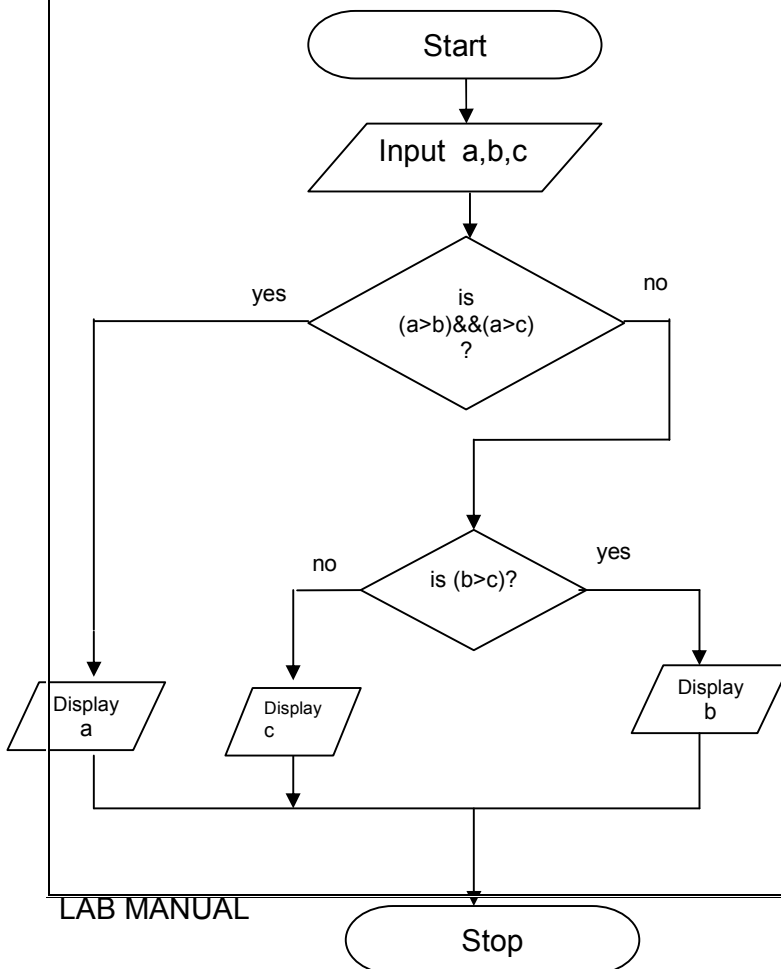 Start
Input a,b,c
yes
no
is
(a>b)&&(a>c)
?
no
yes
is (b>c)?
Display
a
Display
c
Display
b
LAB MANUAL
Stop